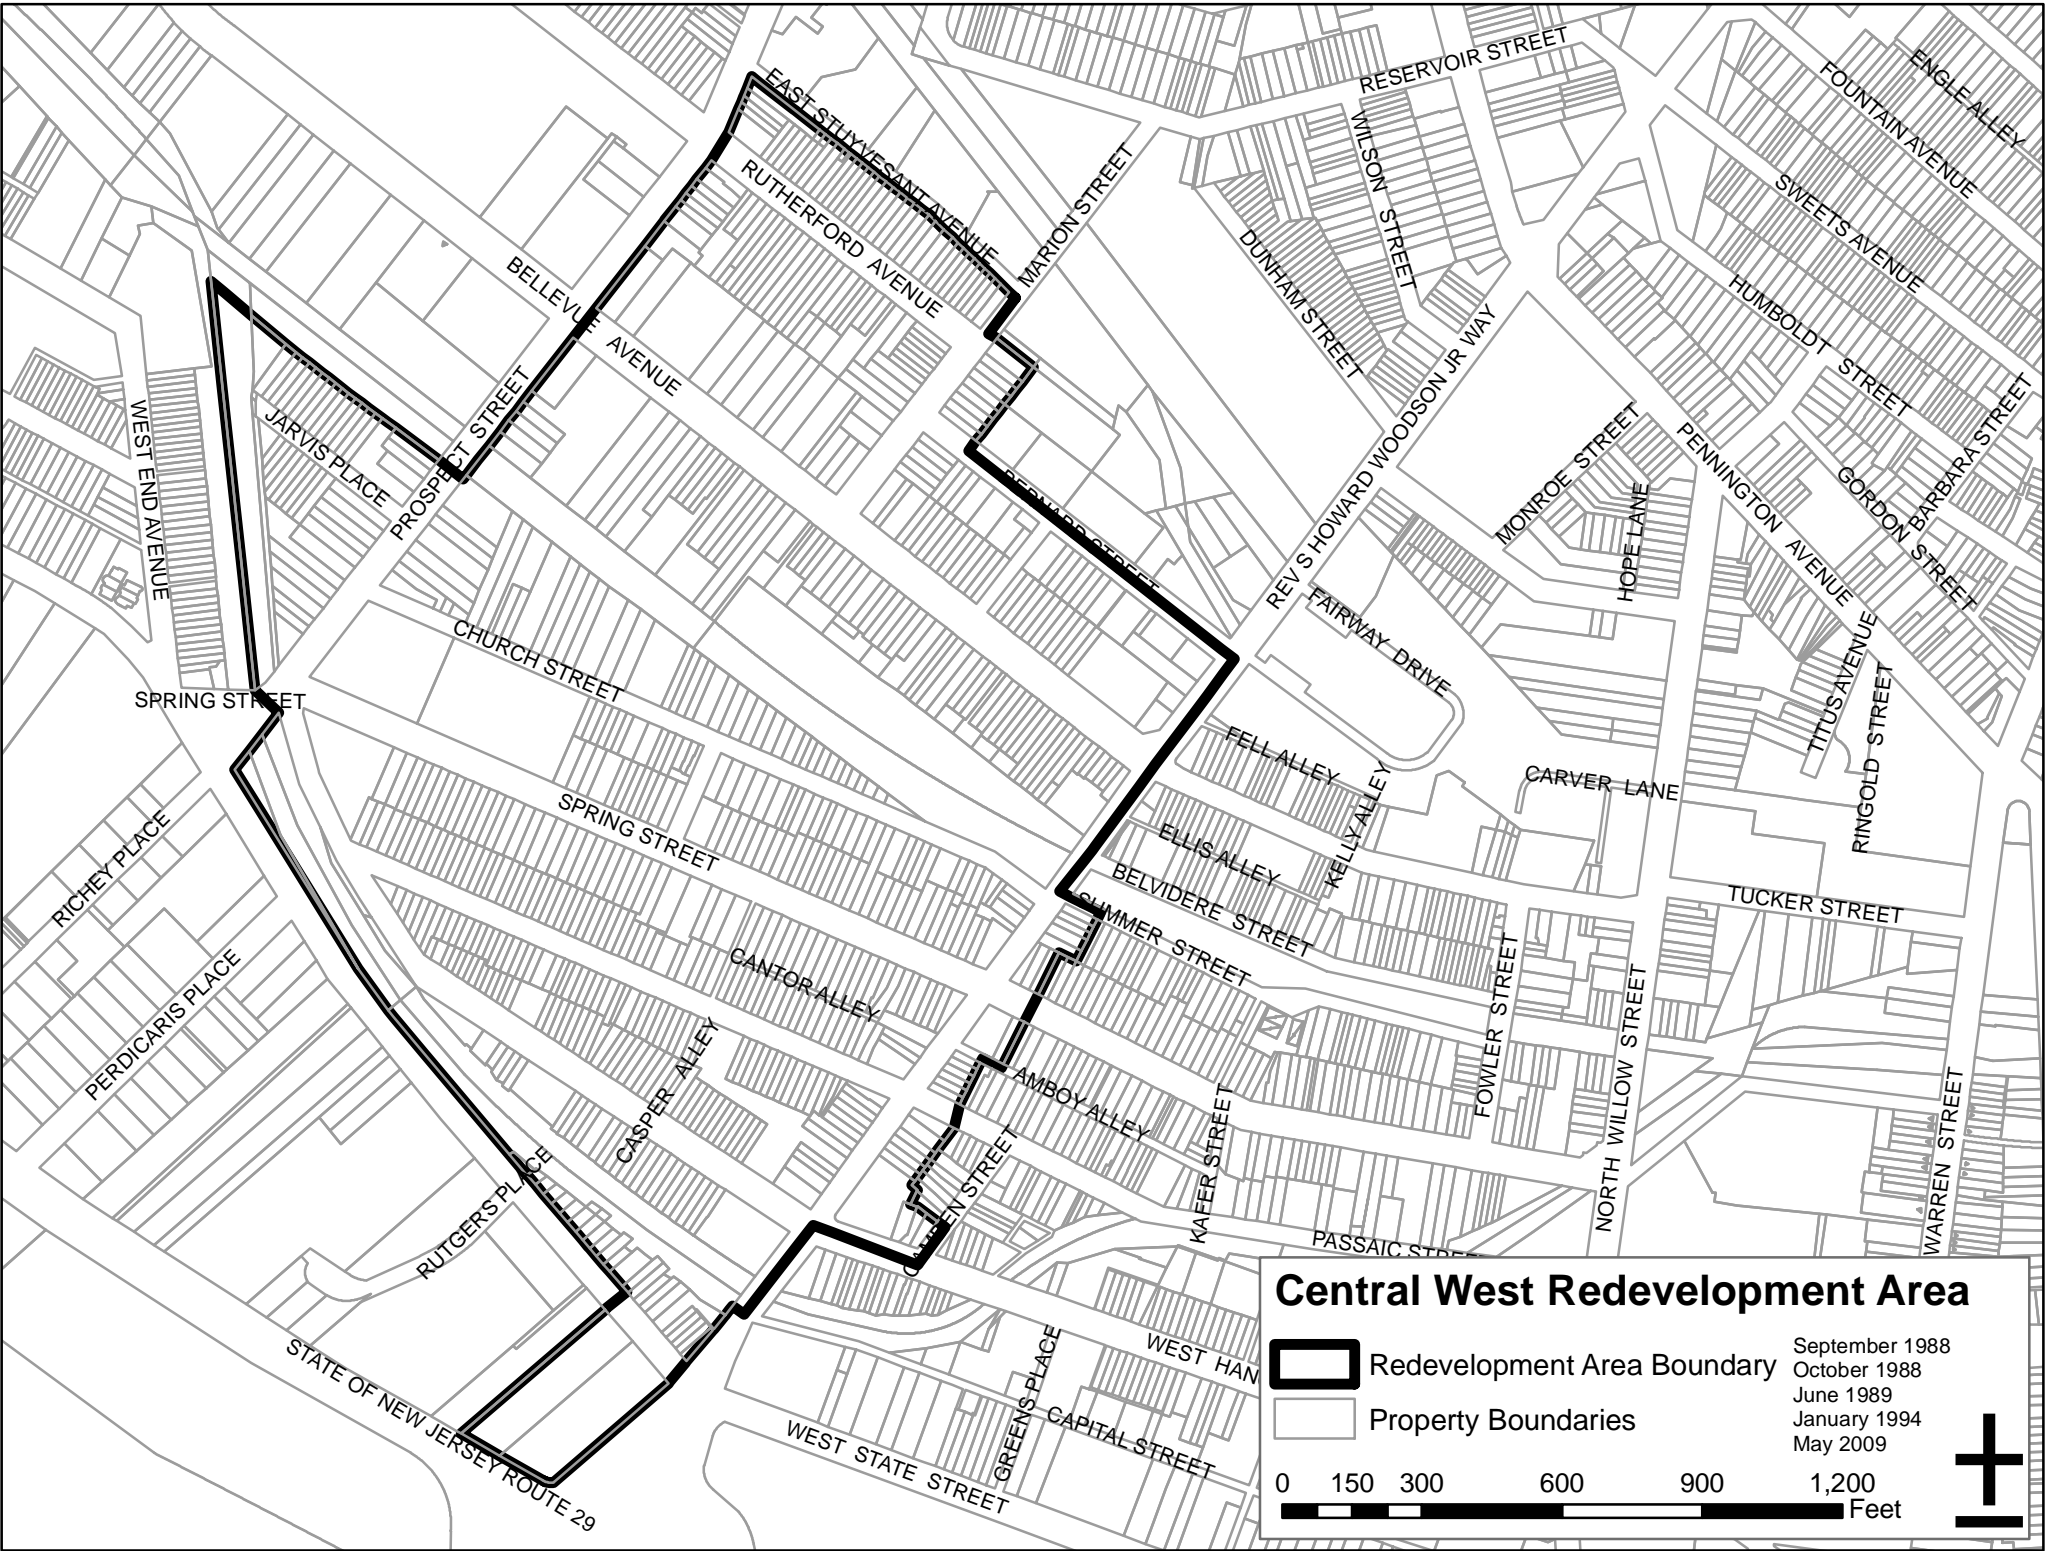 EAST STUYVESANT AVENUE
RESERVOIR STREET
ENGLE ALLEY
FOUNTAIN AVENUE
WILSON STREET
RUTHERFORD AVENUE
MARION STREET
SWEETS AVENUE
DUNHAM STREET
HUMBOLDT STREET
BELLEVUE AVENUE
REV S HOWARD WOODSON JR WAY
BARBARA STREET
WEST END AVENUE
JARVIS PLACE
PROSPECT STREET
MONROE STREET
PENNINGTON AVENUE
GORDON STREET
HOPE LANE
BERNARD STREET
FAIRWAY DRIVE
CHURCH STREET
TITUS AVENUE
RINGOLD STREET
SPRING STREET
FELL ALLEY
CARVER LANE
KELLY ALLEY
SPRING STREET
ELLIS ALLEY
RICHEY PLACE
BELVIDERE STREET
TUCKER STREET
SUMMER STREET
PERDICARIS PLACE
CANTOR ALLEY
FOWLER STREET
NORTH WILLOW STREET
CASPER ALLEY
AMBOY ALLEY
KAFER STREET
WARREN STREET
CAMDEN STREET
RUTGERS PLACE
PASSAIC STREET
STATE OF NEW JERSEY ROUTE 29
WEST HAN
GREENS PLACE
CAPITAL STREET
WEST STATE STREET
Central West Redevelopment Area
Redevelopment Area Boundary
Property Boundaries
September 1988
October 1988
June 1989
January 1994
May 2009
0 150 300 600 900 1,200
Feet